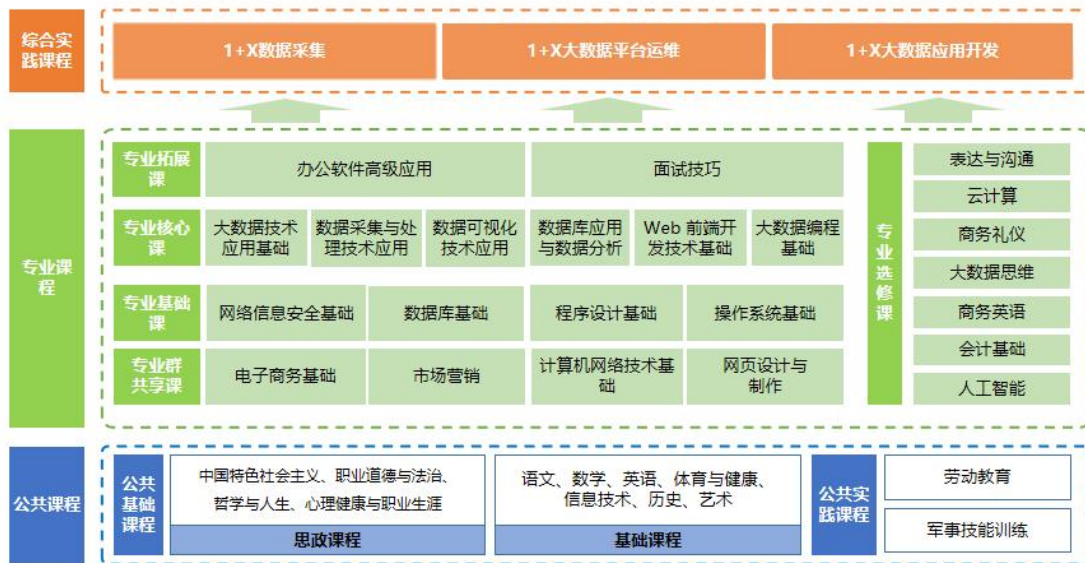 综合实
践课程
1+X数据采集
1+X大数据平台运维
1+X大数据应用开发
专业课
程
专业拓展
课
办公软件高级应用
面试技巧
专业核心
课
大数据技术
应用基础
数据采集与处
理技术应用
数据可视化
技术应用
数据库应用
与数据分析
Web 前端开
发技术基础
大数据编程
基础
专业基础
课
网络信息安全基础
数据库基础
程序设计基础
操作系统基础
专业群
共享课
电子商务基础
市场营销
计算机网络技术基
础
网页设计与
制作
专
业
选
修
课
表达与沟通
云计算
商务礼仪
大数据思维
商务英语
会计基础
人工智能
公共课程
公共
基础
课程
中国特色社会主义、职业道德与法治、
哲学与人生、心理健康与职业生涯
思政课程
语文、数学、英语、体育与健康、
信息技术、历史、艺术
基础课程
公共实
践课程
劳动教育
军事技能训练